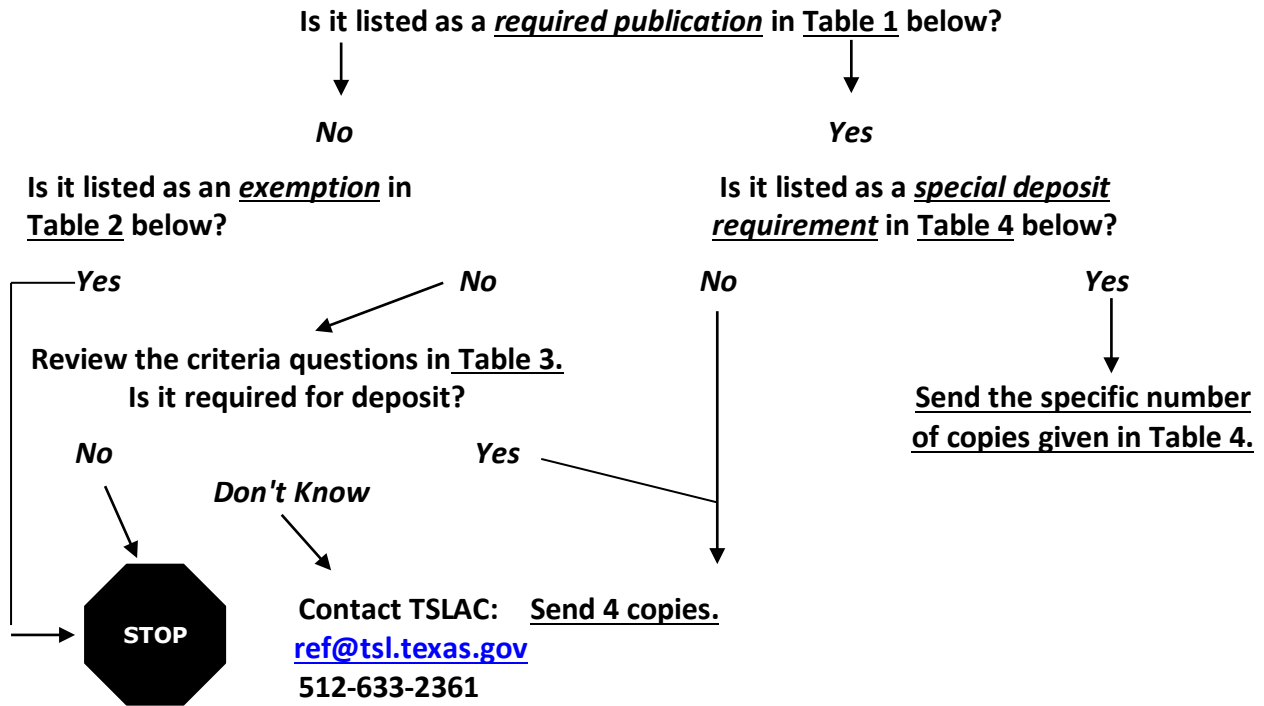 Is it listed as a required publication in Table 1 below?
No
Yes
Is it listed as an exemption in
Table 2 below?
Is it listed as a special deposit
requirement in Table 4 below?
Yes
No
No
Yes
Review the criteria questions in Table 3.
Is it required for deposit?
Send the specific number
of copies given in Table 4.
No
Yes
Don't Know
STOP
Contact TSLAC:
Send 4 copies.
ref@tsl.texas.gov
512-633-2361